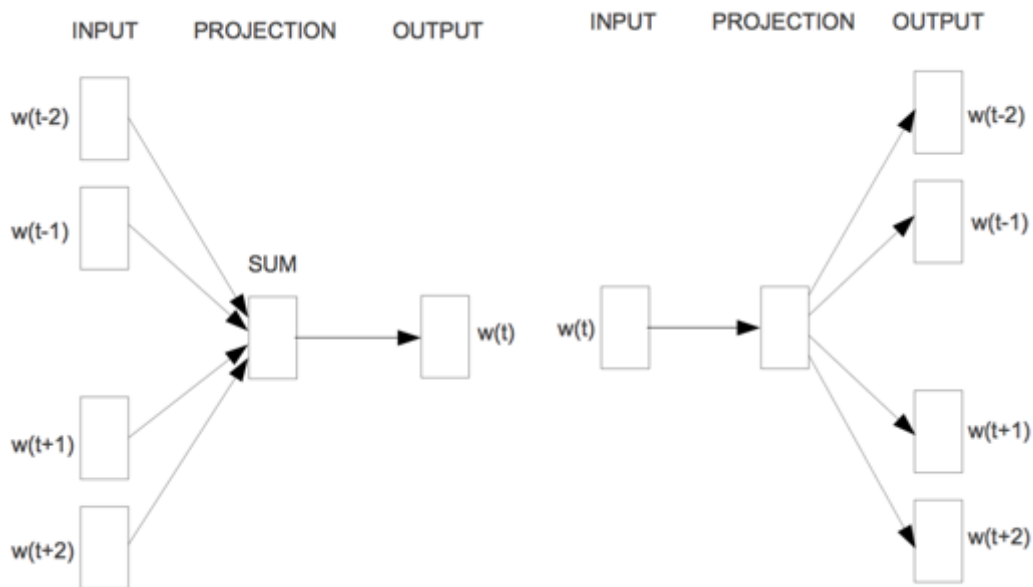 INPUT PROJECTION OUTPUT
w(t-2)
w(t-1)
SUM
w(t)
w(t+1)
w(t+2)
INPUT PROJECTION OUTPUT
w(t-2)
w(t-1)
w(t)
w(t+1)
w(t+2)